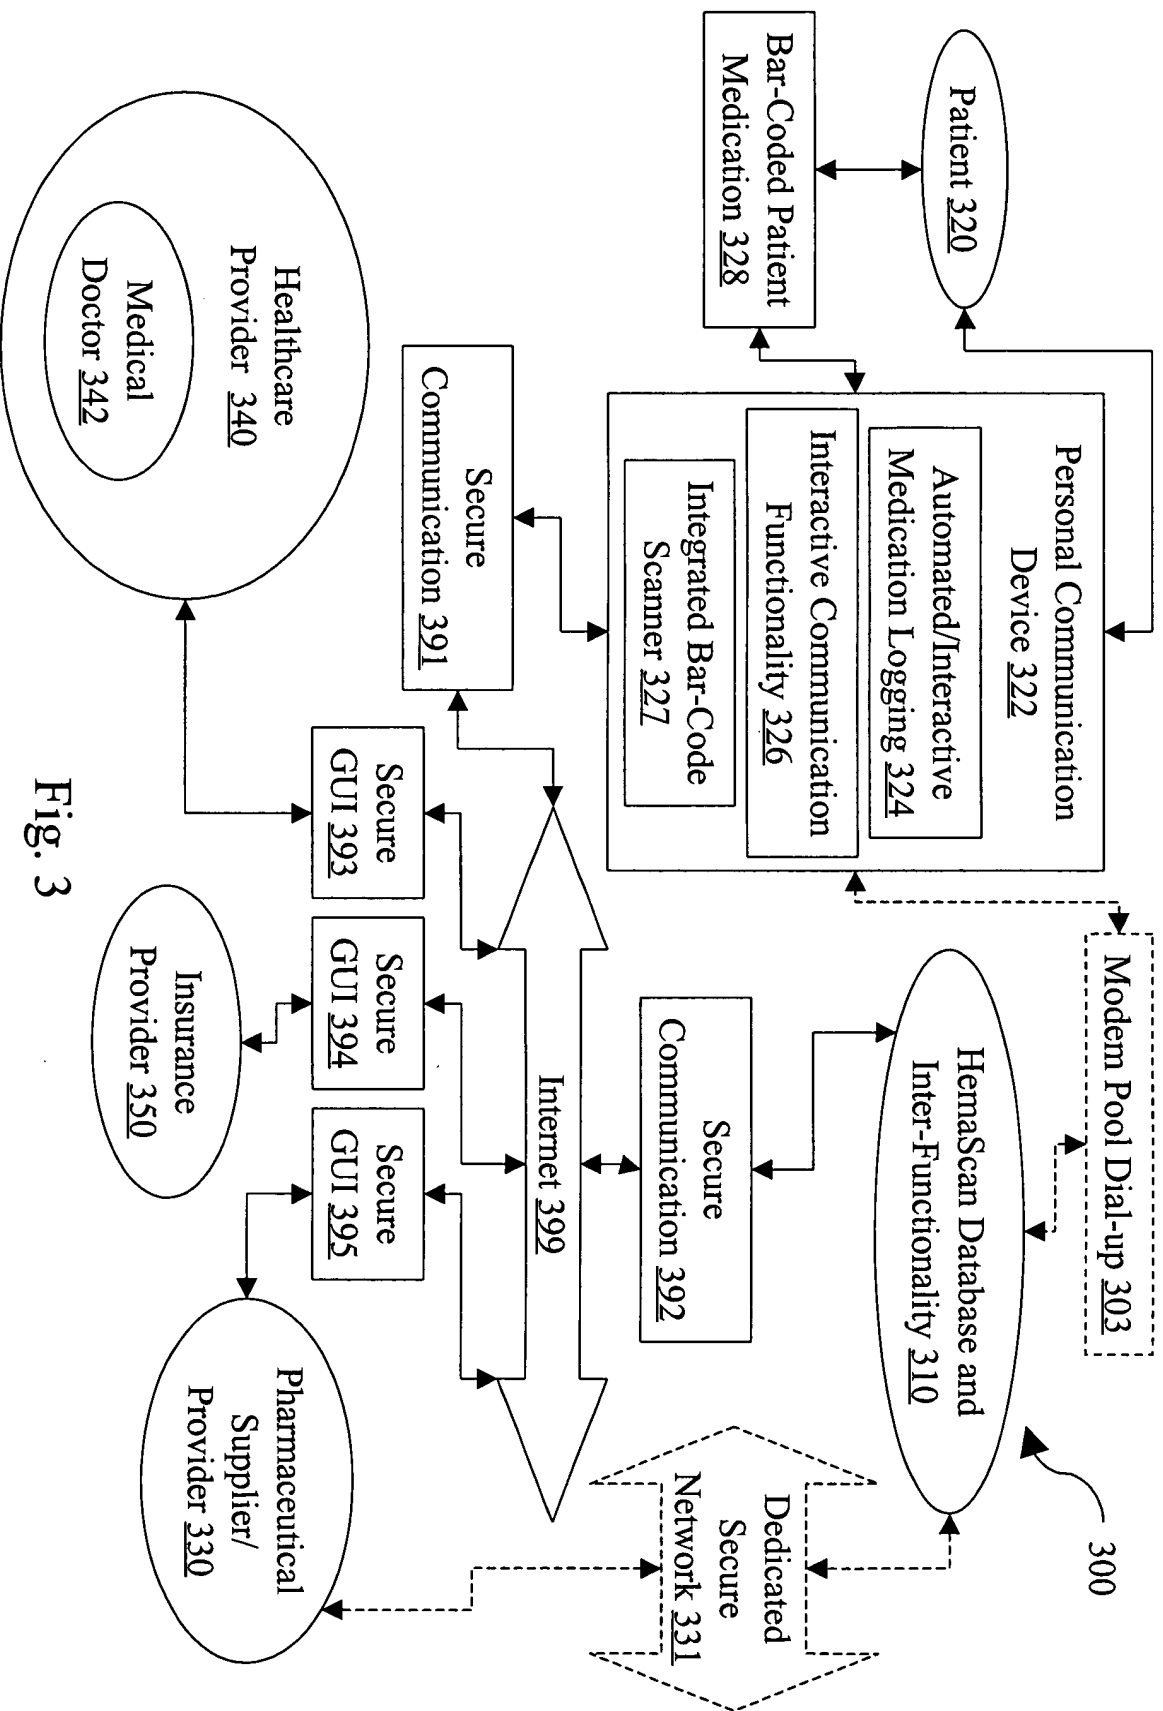 300
Patient 320
Personal Communication
Device 322
Modem Pool Dial-up 303
Automated/Interactive
Medication Logging 324
HemaScan Database and
Inter-Functionality 310
Bar-Coded Patient
Medication 328
Interactive Communication
Functionality 326
Integrated Bar-Code
Scanner 327
Secure
Communication 392
Dedicated
Secure
Network 331
Secure
Communication 391
Internet 399
Secure
GUI 393
Secure
GUI 394
Secure
GUI 395
Healthcare
Provider 340
Medical
Doctor 342
Insurance
Provider 350
Pharmaceutical
Supplier/
Provider 330
Fig. 3